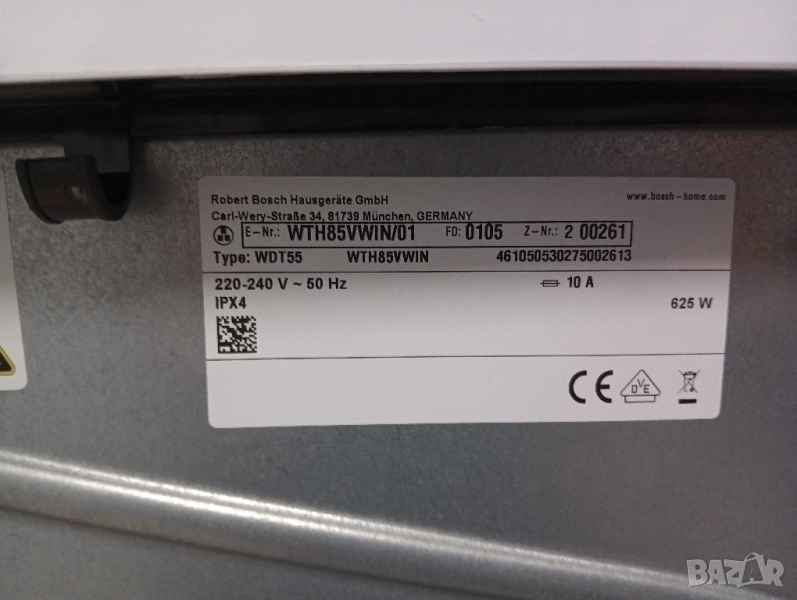 Robert Bosch Hausgeräte GmbH
www.bosch-home.com
Carl-Wery-Straße 34, 81739 München, GERMANY
E-Nr.: WTH85VWIN/01 FD: 0105 Z-Nr.: 2 00261
Type: WDT55 WTH85VWIN 461050530275002613
220-240 V ~ 50 Hz 10 A
IPX4 625 W
CE OVE
BAZAR